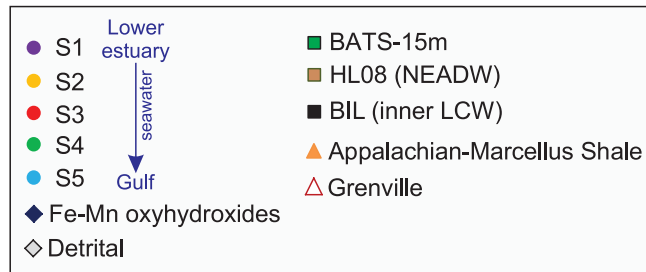 Lower
estuary
S1
S2
S3
S4
S5
seawater
Gulf
Fe-Mn oxyhydroxides
Detrital
BATS-15m
HL08 (NEADW)
BIL (inner LCW)
Appalachian-Marcellus Shale
Grenville